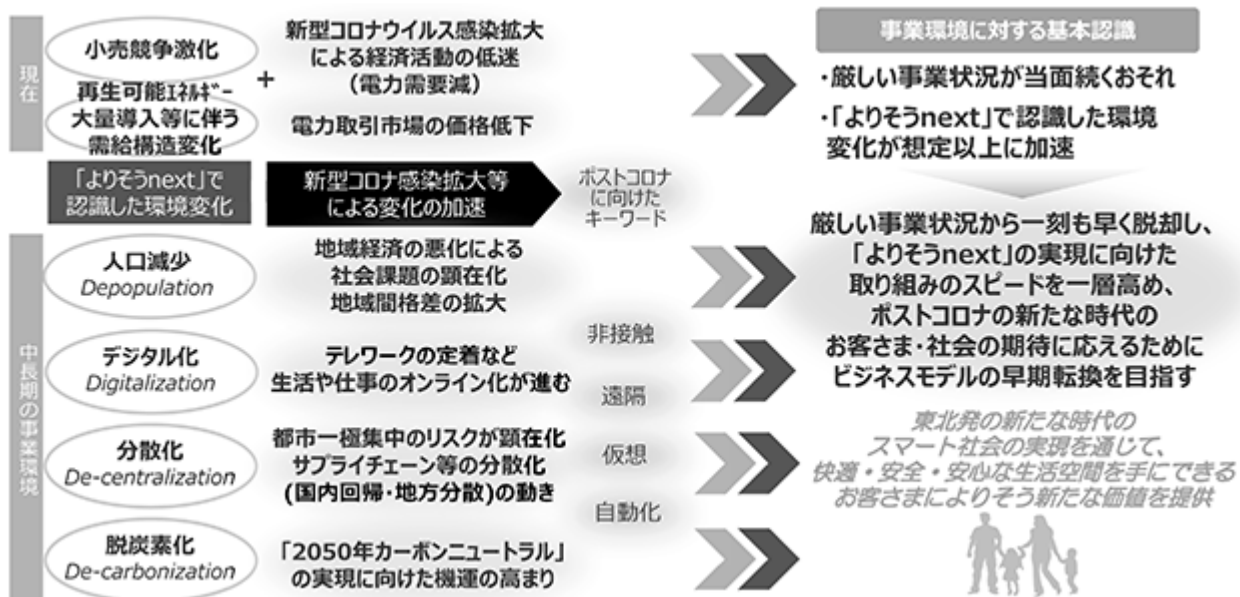 現在
小売競争激化
再生可能エネルギー
大量導入等に伴う
需給構造変化
+
新型コロナウイルス感染拡大
による経済活動の低迷
（電力需要減）
電力取引市場の価格低下
「よりそうnext」で
認識した環境変化
新型コロナ感染拡大等
による変化の加速
ポストコロナ
に向けた
キーワード
中長期の事業環境
人口減少
Depopulation
地域経済の悪化による
社会課題の顕在化
地域間格差の拡大
デジタル化
Digitalization
テレワークの定着など
生活や仕事のオンライン化が進む
分散化
De-centralization
都市一極集中のリスクが顕在化
サプライチェーン等の分散化
(国内回帰・地方分散)の動き
脱炭素化
De-carbonization
「2050年カーボンニュートラル」
の実現に向けた機運の高まり
非接触
遠隔
仮想
自動化
事業環境に対する基本認識
・厳しい事業状況が当面続くおそれ
・「よりそうnext」で認識した環境
変化が想定以上に加速
厳しい事業状況から一刻も早く脱却し、
「よりそうnext」の実現に向けた
取り組みのスピードを一層高め、
ポストコロナの新たな時代の
お客さま・社会の期待に応えるために
ビジネスモデルの早期転換を目指す
東北発の新たな時代の
スマート社会の実現を通じて、
快適・安全・安心な生活空間を手にできる
お客さまによりそう新たな価値を提供